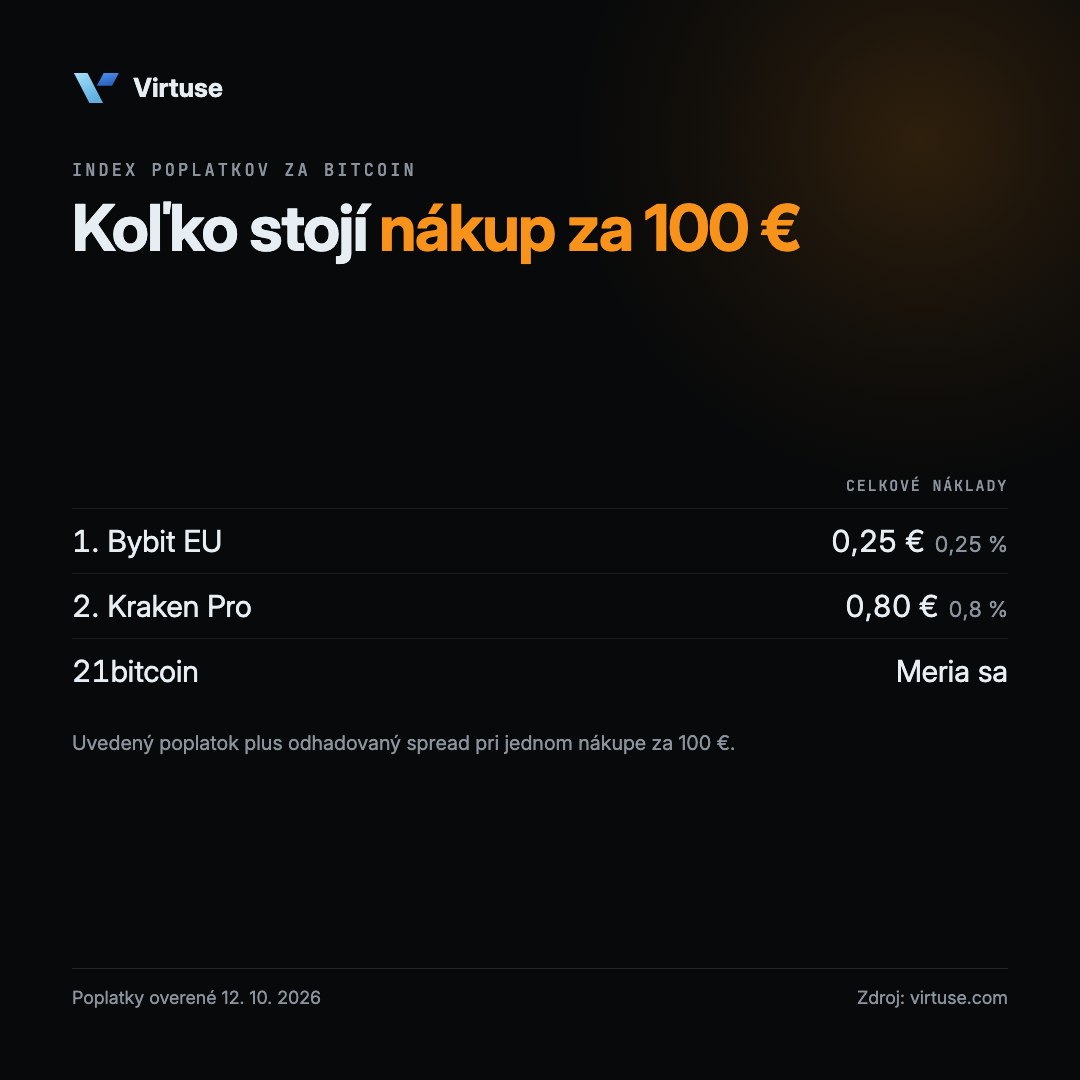 Virtuse
INDEX POPLATKOV ZA BITCOIN
Koľko stojí nákup za 100 €
CELKOVÉ NÁKLADY
1. Bybit EU 0,25 € 0,25 %
2. Kraken Pro 0,80 € 0,8 %
21bitcoin Meria sa
Uvedený poplatok plus odhadovaný spread pri jednom nákupe za 100 €.
Poplatky overené 12. 10. 2026 Zdroj: virtuse.com